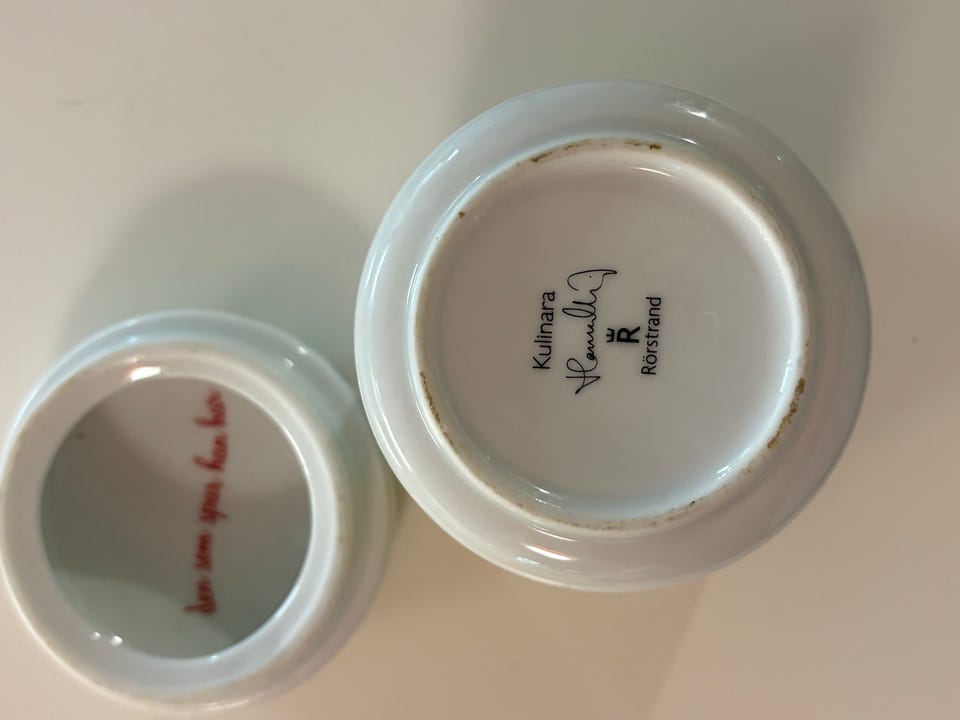 Kulinara
R
Rörstrand
den som spar han har